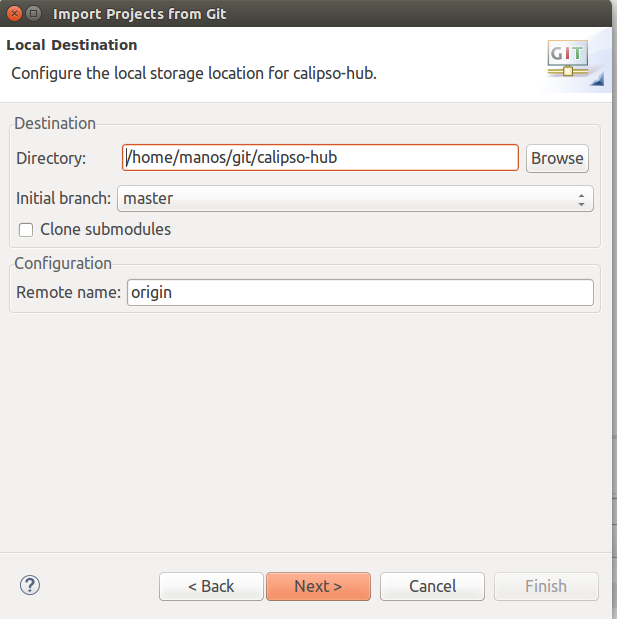 Import Projects from Git
Local Destination
Configure the local storage location for calipso-hub.
GIT
Destination
Directory: /home/manos/git/calipso-hub Browse
Initial branch: master
Clone submodules
Configuration
Remote name: origin
? < Back Next > Cancel Finish